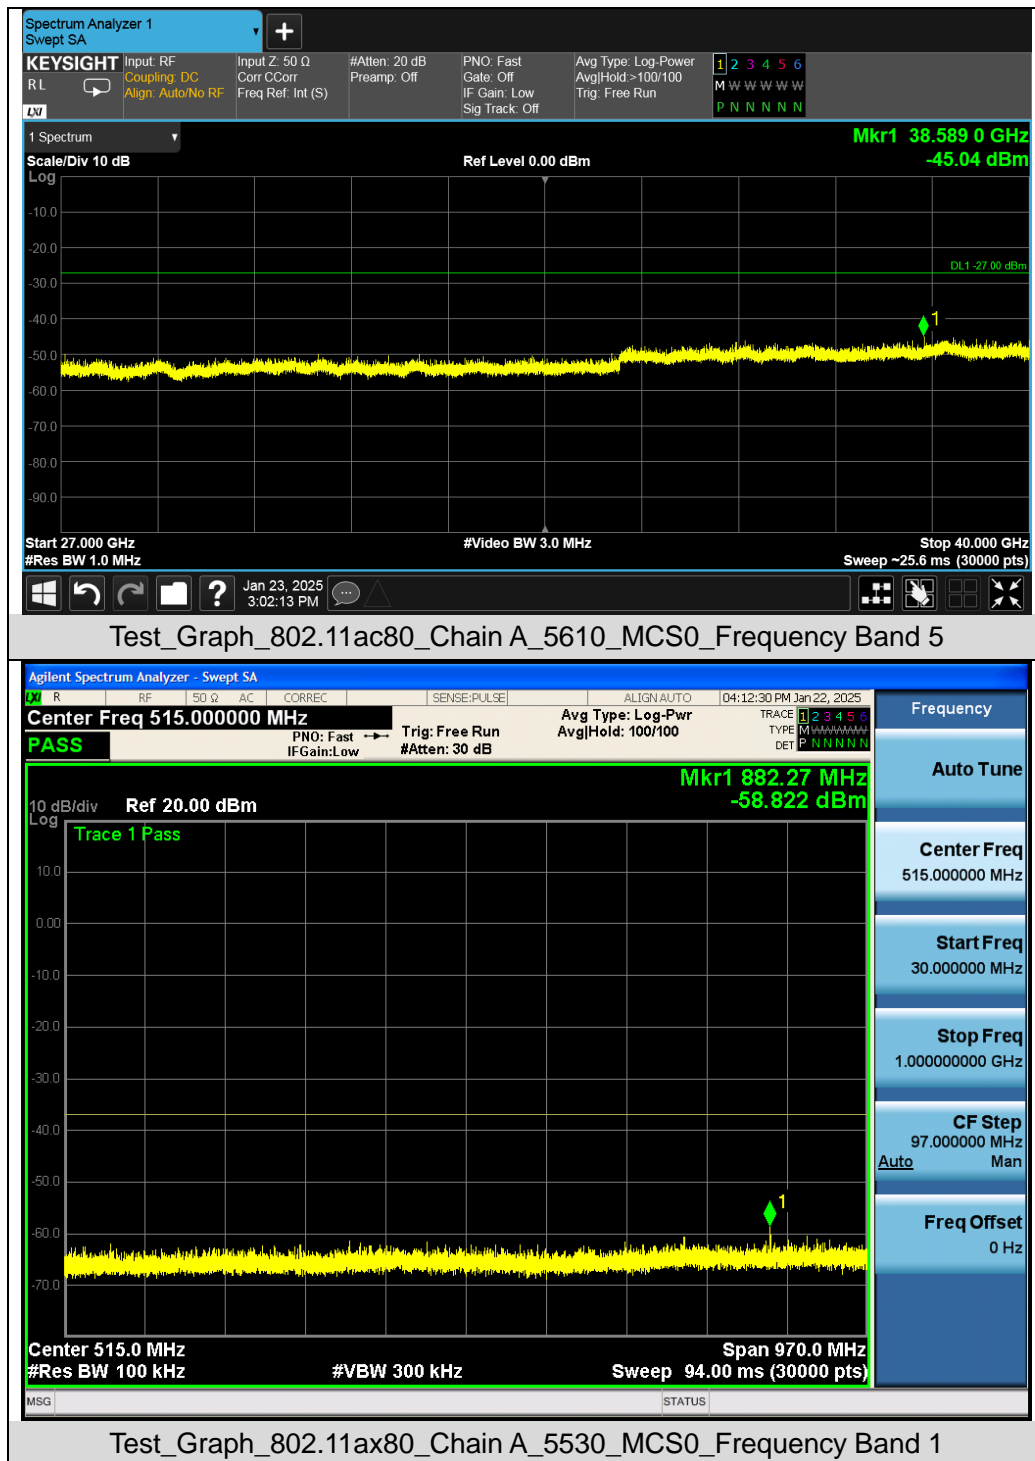 Spectrum Analyzer 1
Swept SA
+
KEYSIGHT Input: RF Input Z: 50 Ω #Atten: 20 dB PNO: Fast Avg Type: Log-Power 1 2 3 4 5 6
RL Coupling: DC Corr CCorr Preamp: Off Gate: Off Avg|Hold:>100/100 M W W W W W
Align: Auto/No RF Freq Ref: Int (S) IF Gain: Low Trig: Free Run
LXI Sig Track: Off P N N N N N
1 Spectrum Mkr1 38.589 0 GHz
Scale/Div 10 dB Ref Level 0.00 dBm -45.04 dBm
Log
-10.0
-20.0
DL1 -27.00 dBm
-30.0
-40.0
1
-50.0
-60.0
-70.0
-80.0
-90.0
Start 27.000 GHz #Video BW 3.0 MHz Stop 40.000 GHz
#Res BW 1.0 MHz Sweep ~25.6 ms (30000 pts)
? Jan 23, 2025
3:02:13 PM
Test_Graph_802.11ac80_Chain A_5610_MCS0_Frequency Band 5
Agilent Spectrum Analyzer - Swept SA
LXI R RF 50 Ω AC CORREC SENSE:PULSE ALIGN AUTO 04:12:30 PM Jan 22, 2025
Center Freq 515.000000 MHz Avg Type: Log-Pwr TRACE 1 2 3 4 5 6
PASS PNO: Fast Trig: Free Run Avg|Hold: 100/100 TYPE M W W W W W
IFGain:Low #Atten: 30 dB DET P N N N N N
Mkr1 882.27 MHz
10 dB/div Ref 20.00 dBm -58.822 dBm
Log
Trace 1 Pass
10.0
0.00
-10.0
-20.0
-30.0
-40.0
-50.0
1
-60.0
-70.0
Center 515.0 MHz Span 970.0 MHz
#Res BW 100 kHz #VBW 300 kHz Sweep 94.00 ms (30000 pts)
MSG STATUS
Frequency
Auto Tune
Center Freq
515.000000 MHz
Start Freq
30.000000 MHz
Stop Freq
1.000000000 GHz
CF Step
97.000000 MHz
Auto Man
Freq Offset
0 Hz
Test_Graph_802.11ax80_Chain A_5530_MCS0_Frequency Band 1